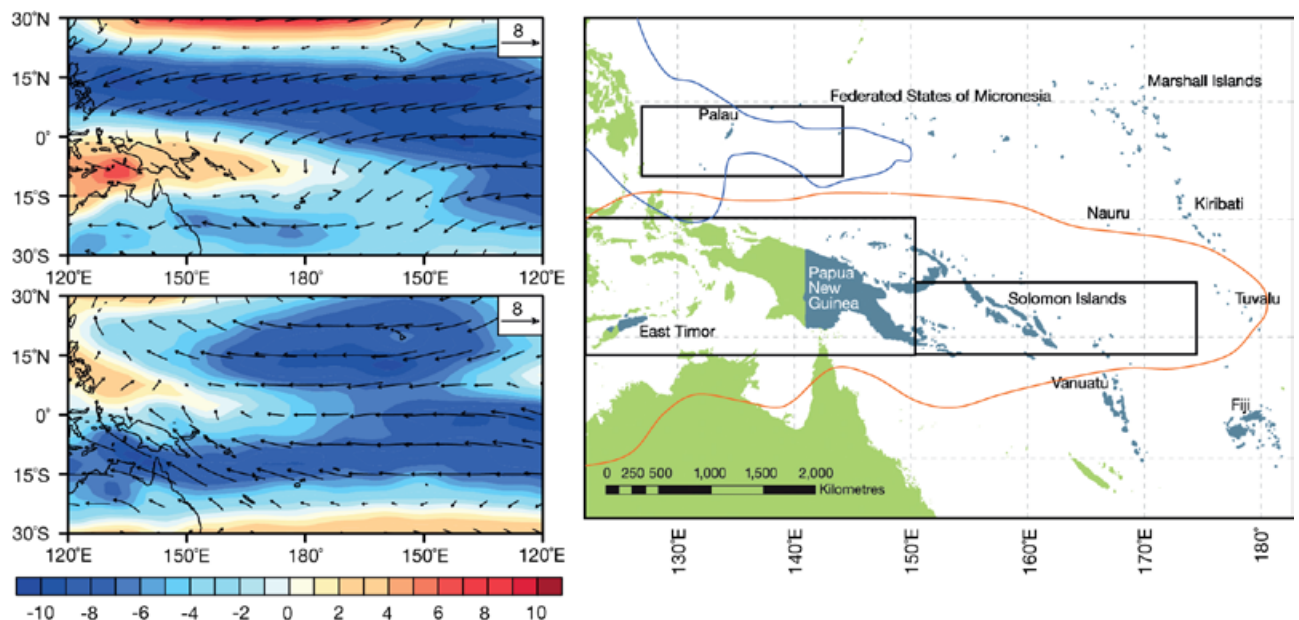 30°N
8
15°N
0°
15°S
30°S
120°E
150°E
180°
150°E
120°E
30°N
8
15°N
0°
15°S
30°S
120°E
150°E
180°
150°E
120°E
-10 -8 -6 -4 -2 0 2 4 6 8 10
Marshall Islands
Federated States of Micronesia
Palau
Kiribati
Nauru
Papua
New
Guinea
Solomon Islands
Tuvalu
East Timor
Vanuatu
Fiji
0 250 500 1,000 1,500 2,000
Kilometres
130°E
140°E
150°E
160°E
170°E
180°